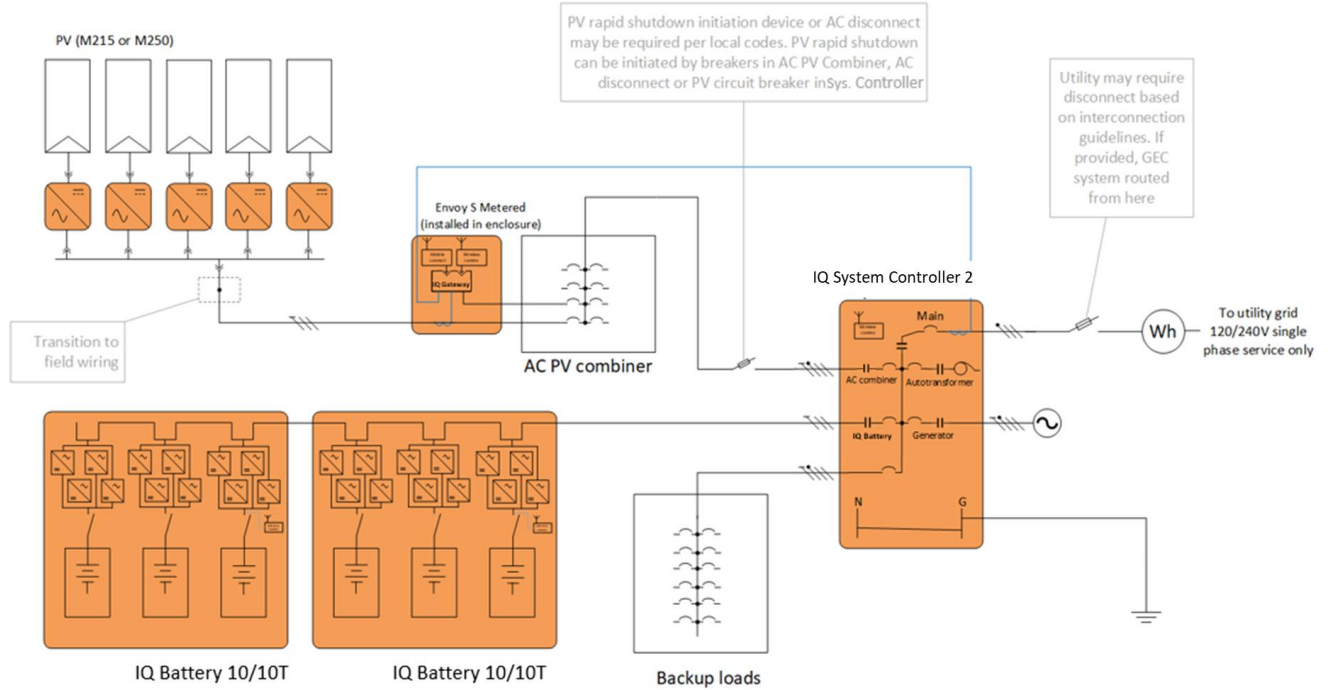 PV (M215 or M250)
PV rapid shutdown initiation device or AC disconnect
may be required per local codes. PV rapid shutdown
can be initiated by breakers in AC PV Combiner, AC
disconnect or PV circuit breaker inSys. Controller
Utility may require
disconnect based
on interconnection
guidelines. If
provided, GEC
system routed
from here
Envoy S Metered
(installed in enclosure)
IQ Gateway
Transition to
field wiring
AC PV combiner
IQ System Controller 2
Main
AC combiner
Autotransformer
IQ Battery
Generator
N
G
Wh
To utility grid
120/240V single
phase service only
IQ Battery 10/10T
IQ Battery 10/10T
Backup loads